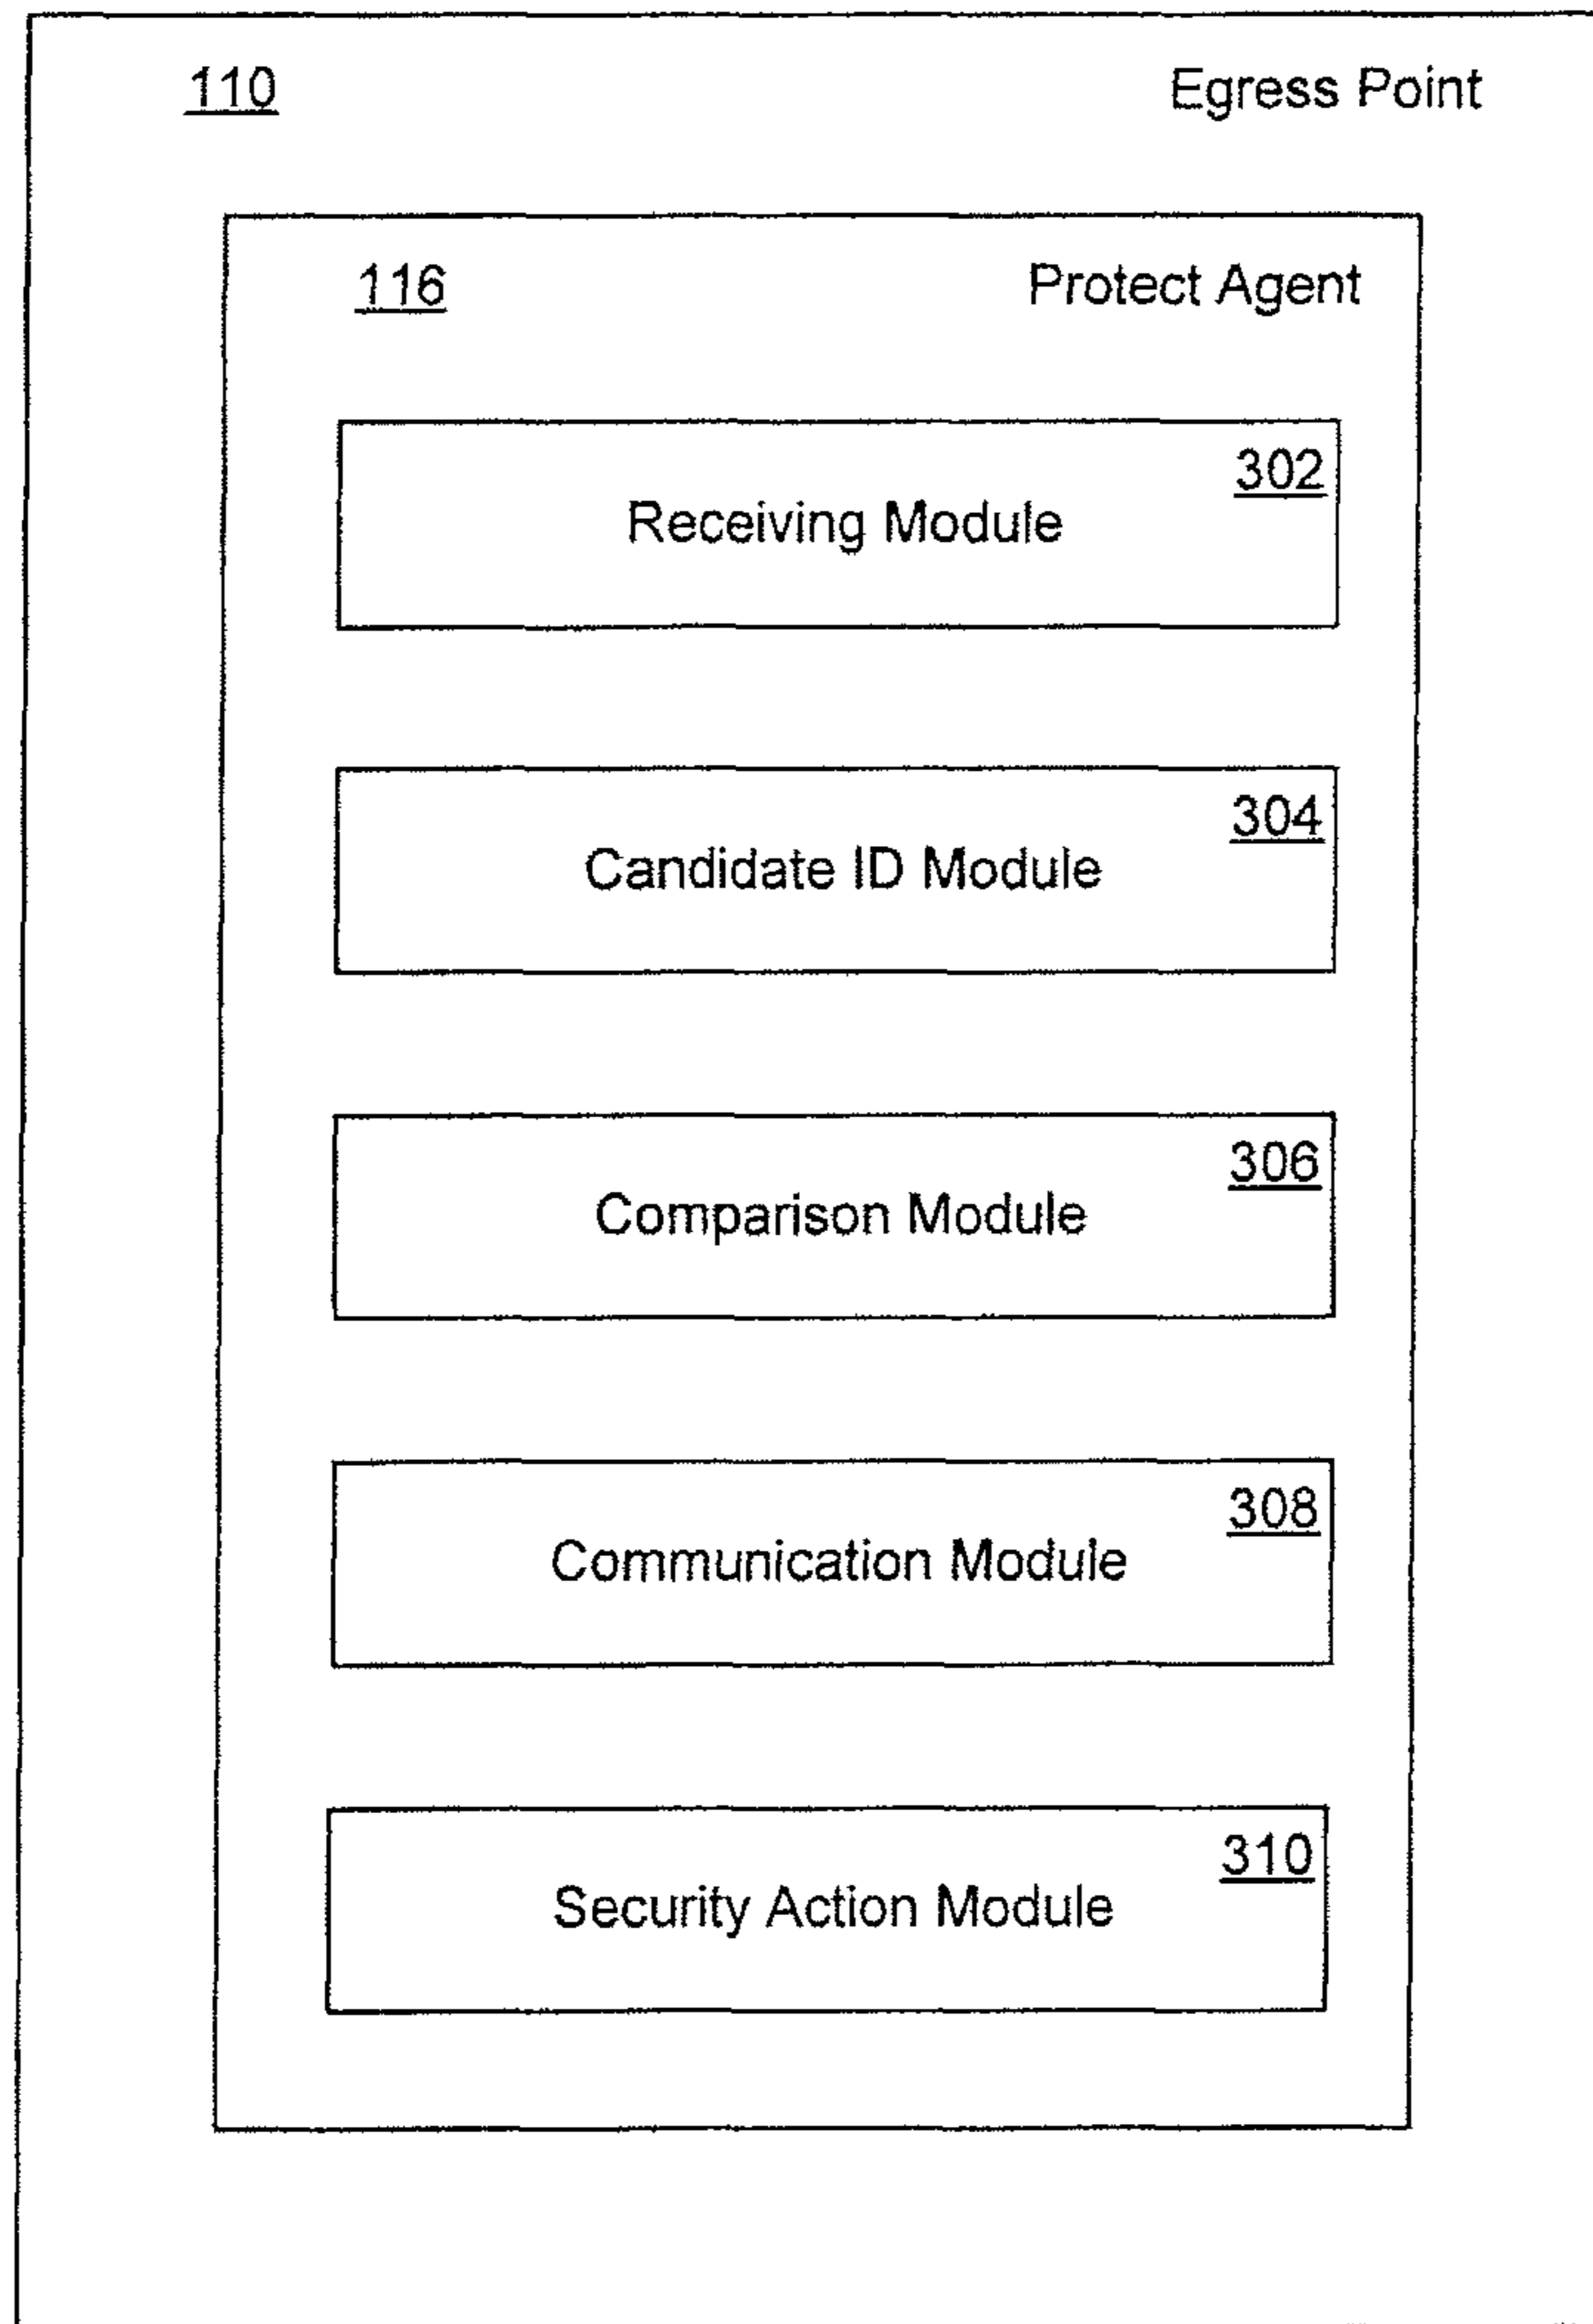 110 Egress Point
116 Protect Agent
302
Receiving Module
304
Candidate ID Module
306
Comparison Module
308
Communication Module
310
Security Action Module